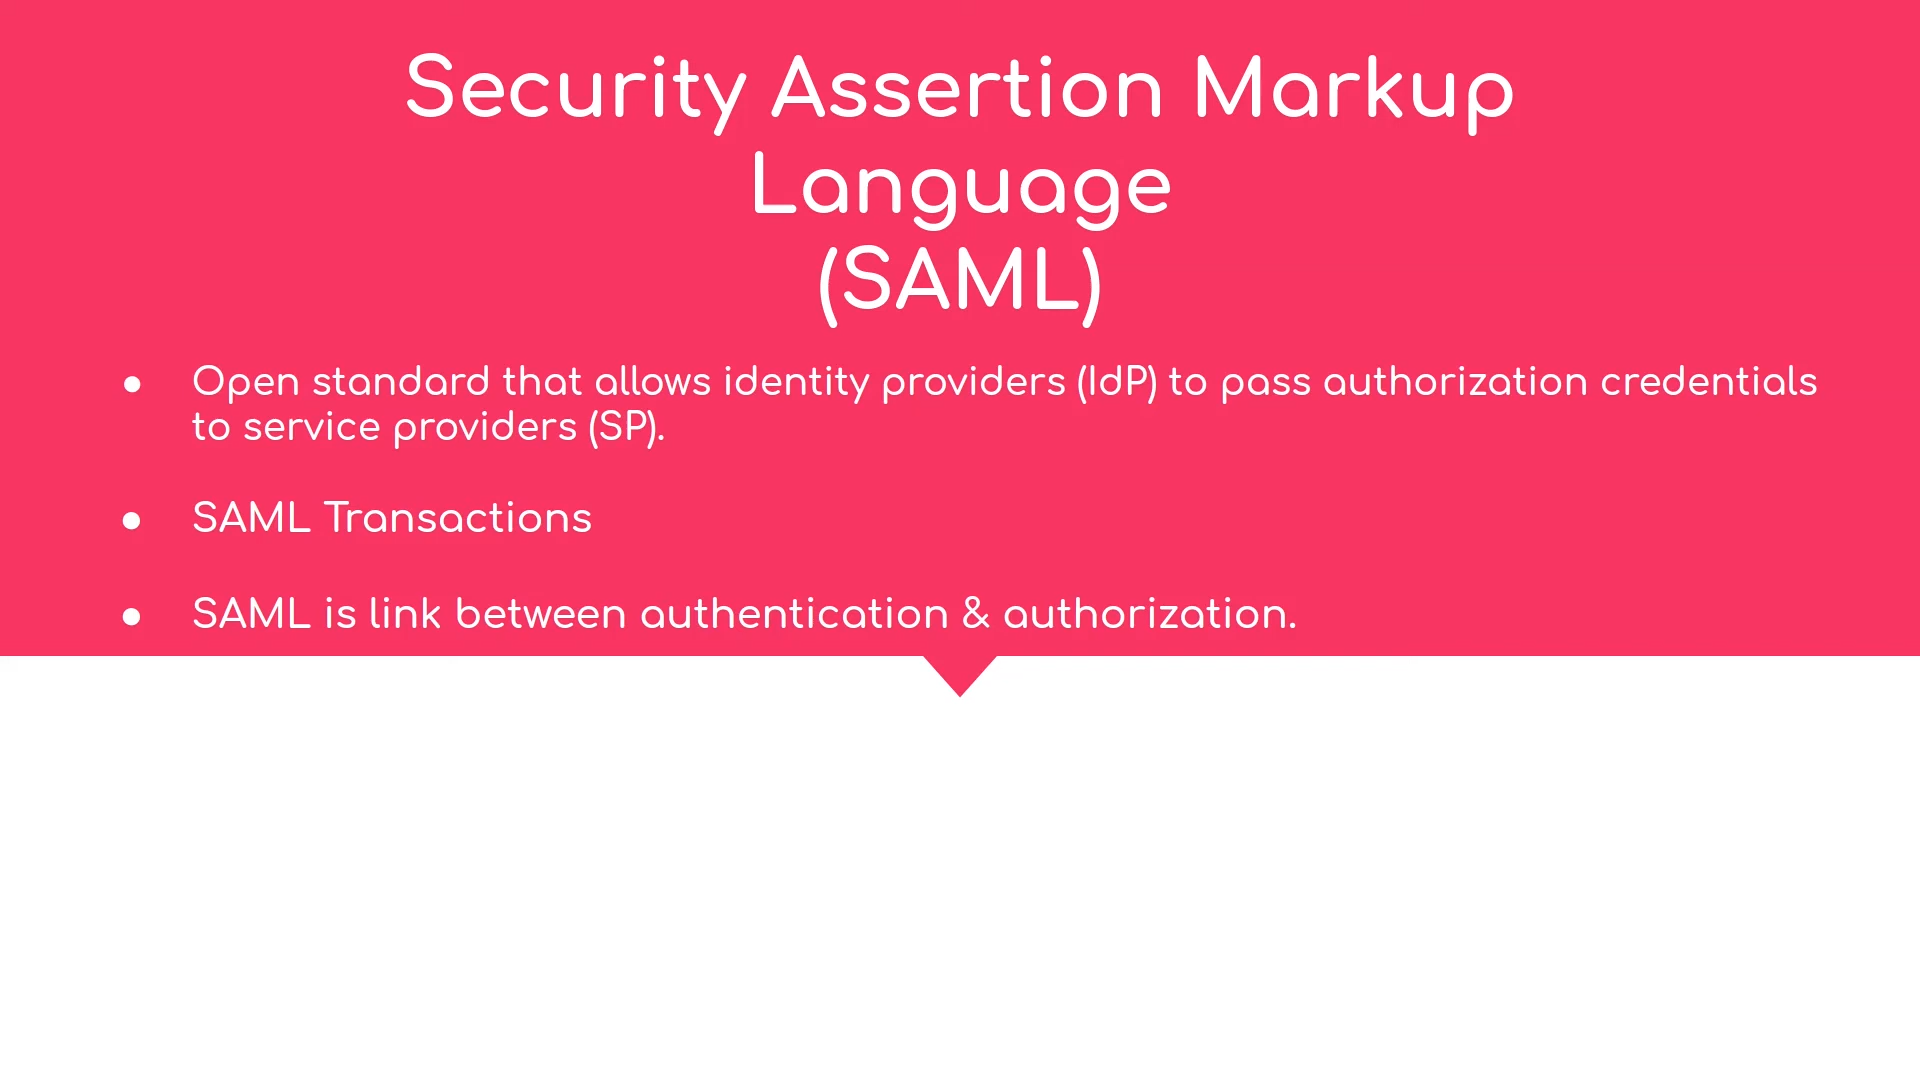 Security Assertion Markup
Language
(SAML)
● Open standard that allows identity providers (IdP) to pass authorization credentials
to service providers (SP).
● SAML Transactions
● SAML is link between authentication & authorization.